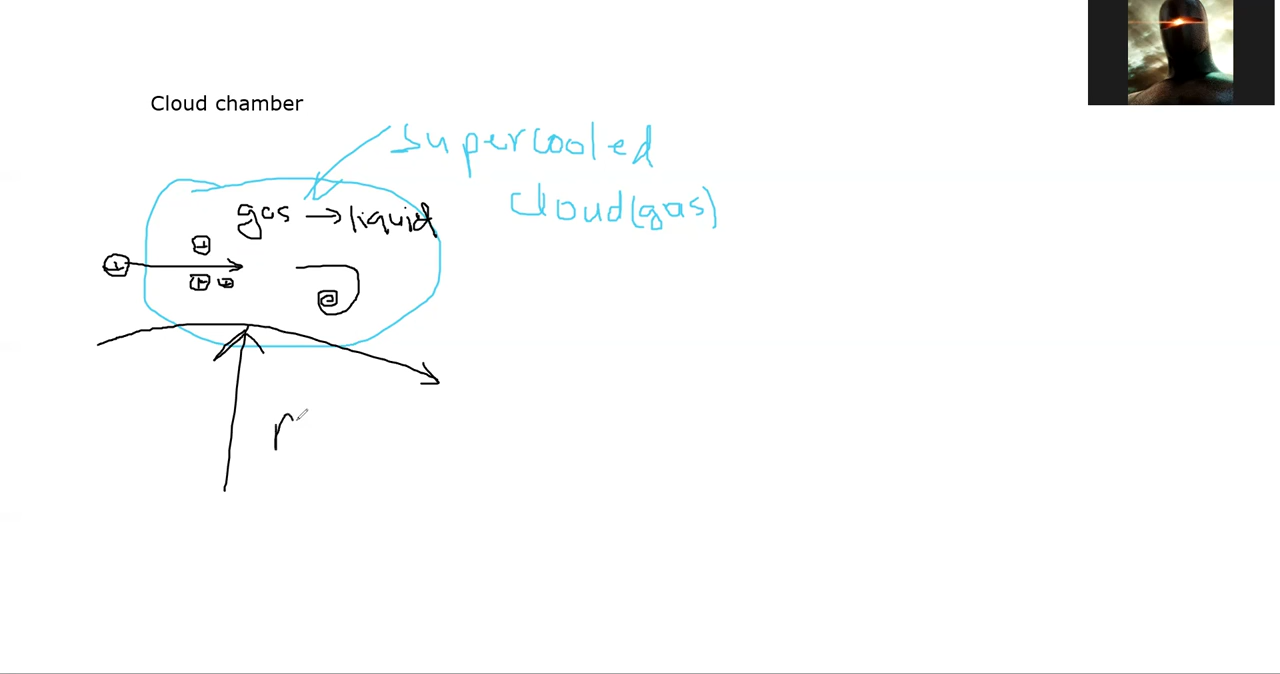 Cloud chamber
supercooled
cloud(gas)
gas → liquid
r